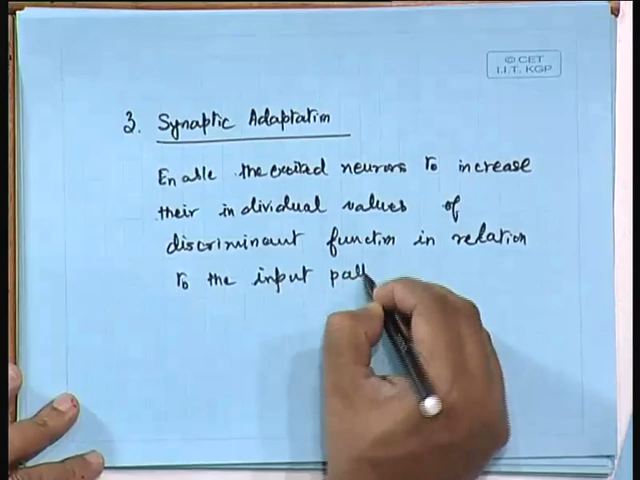 © CET
I.I.T. KGP
3. Synaptic Adaptation
Enable the excited neurons to increase
their individual values of
discriminant function in relation
to the input patt